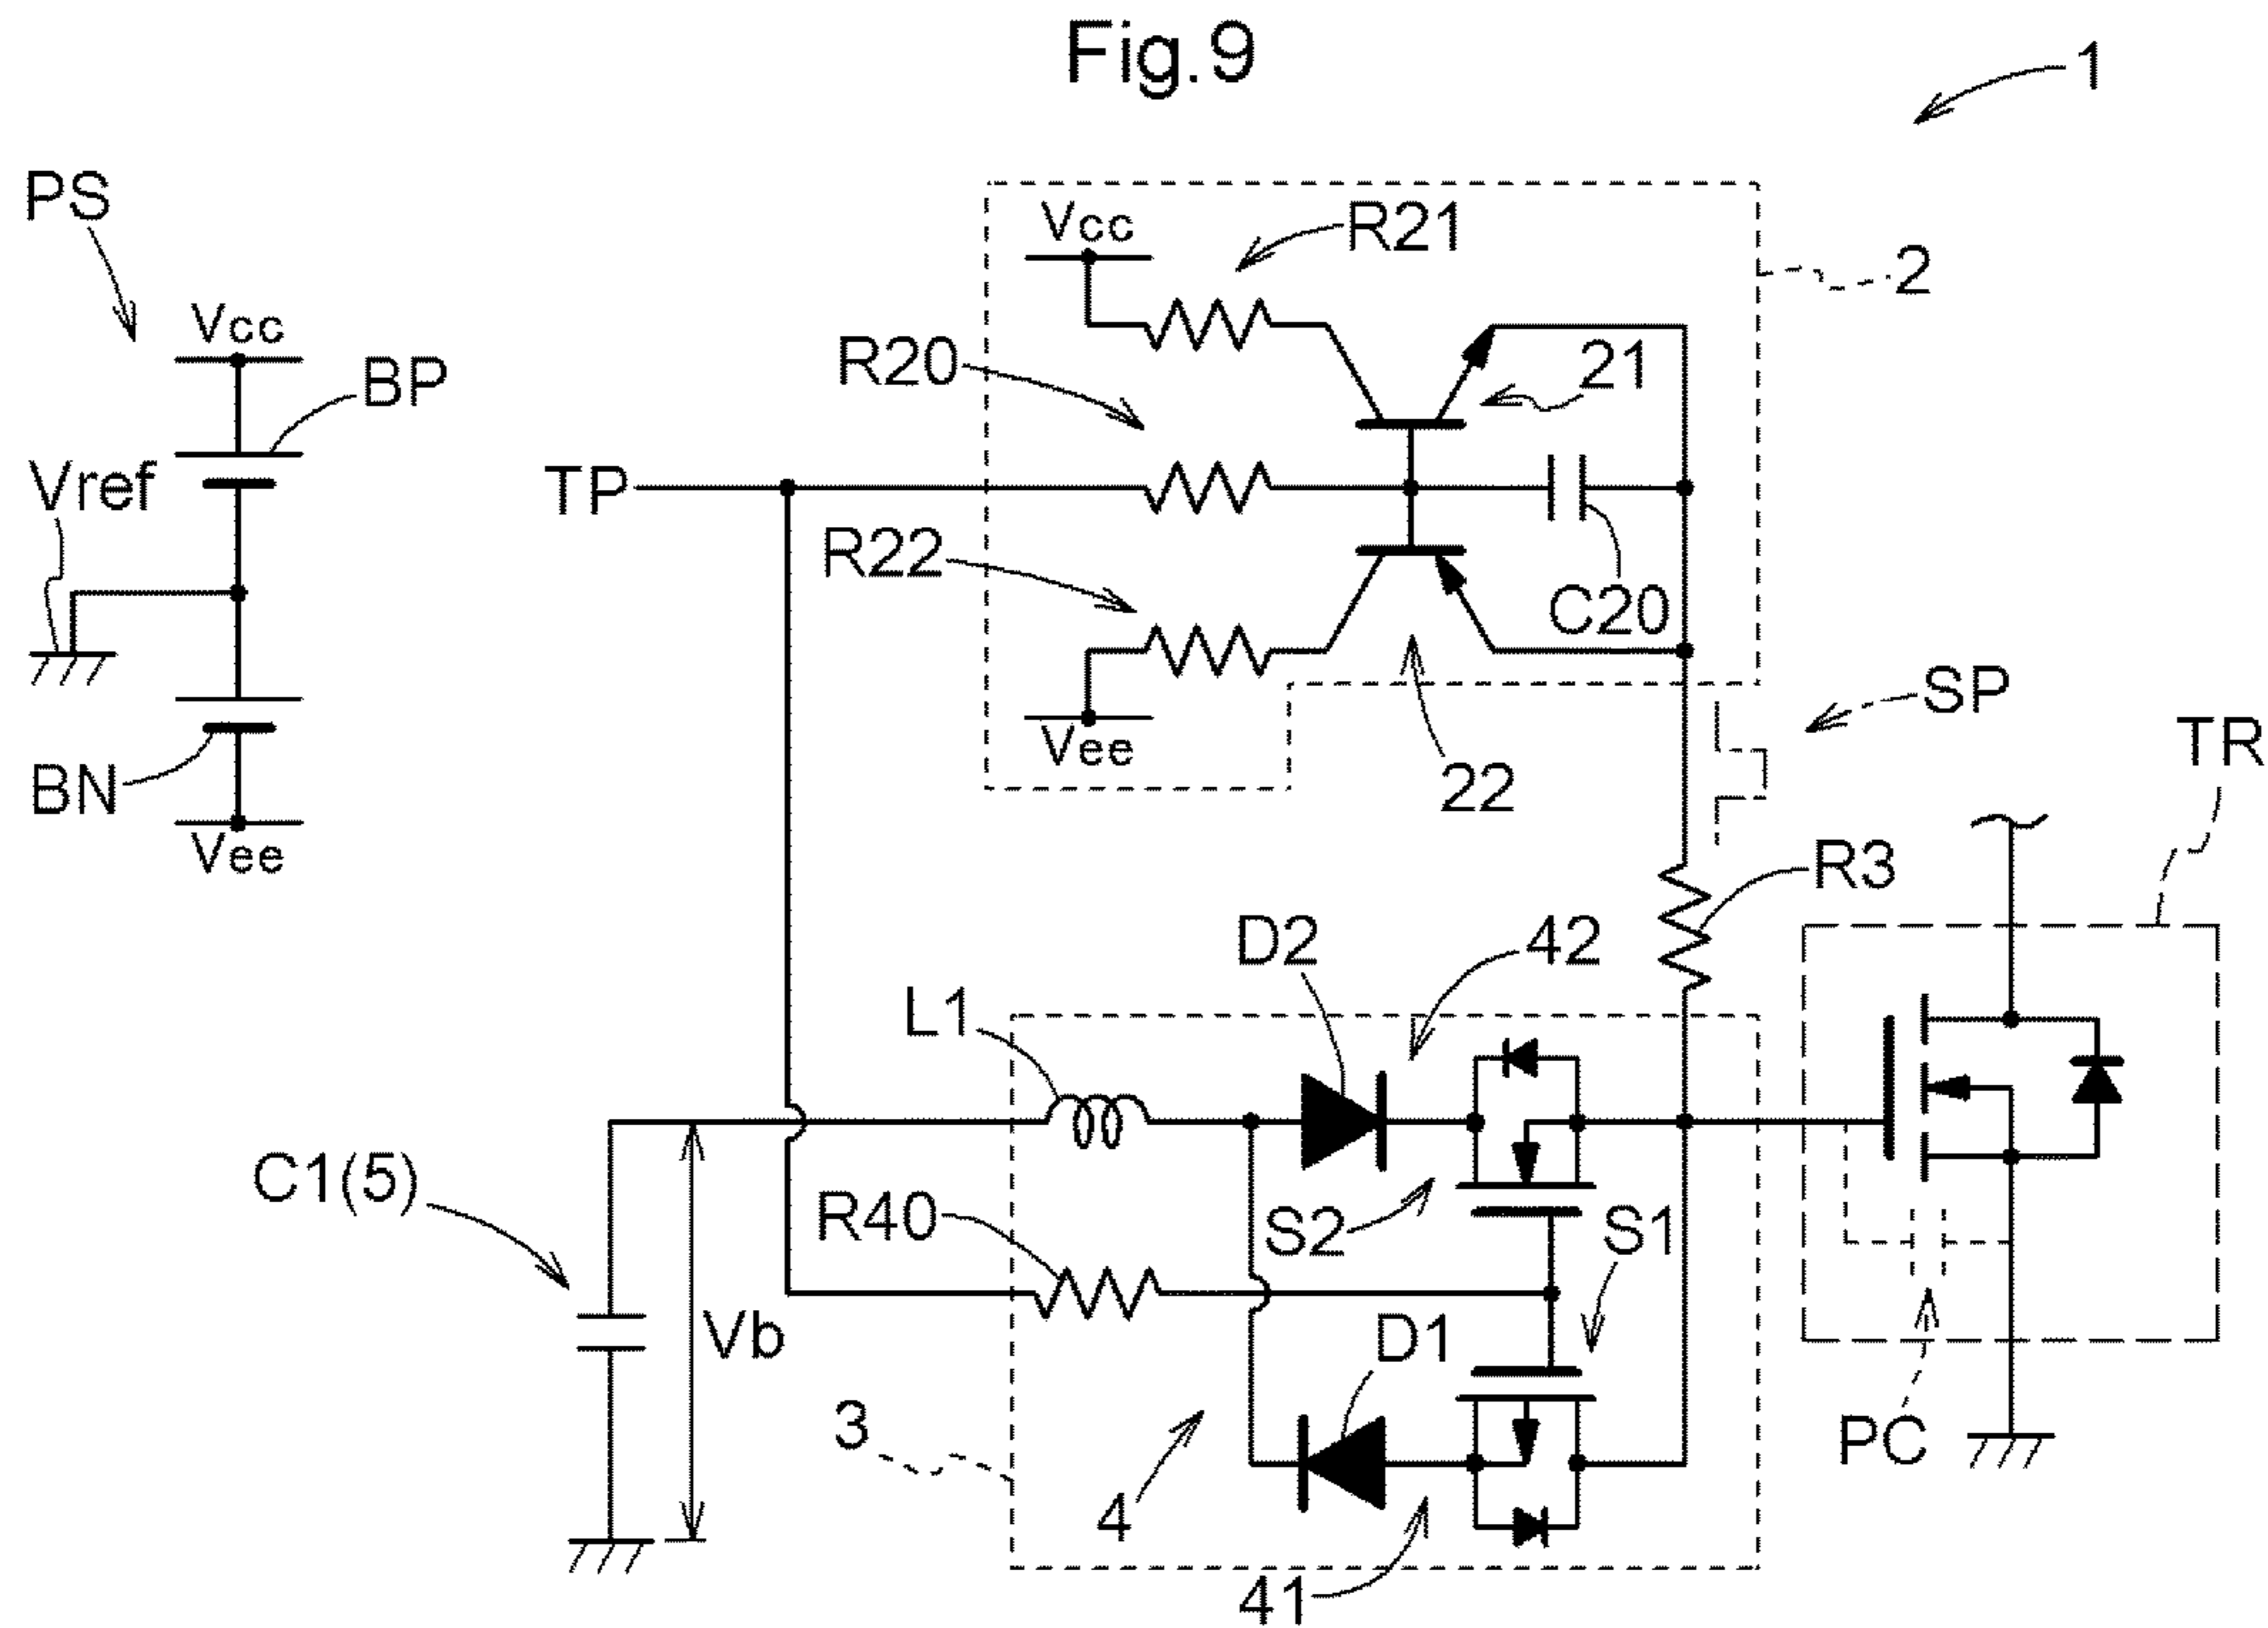 Fig.9
1
PS
Vcc
R21
2
Vcc
BP
R20
21
Vref
TP
R22
C20
SP
Vee
TR
BN
22
Vee
R3
D2
42
L1
C1(5)
R40
S2
S1
Vb
D1
3
PC
4
41